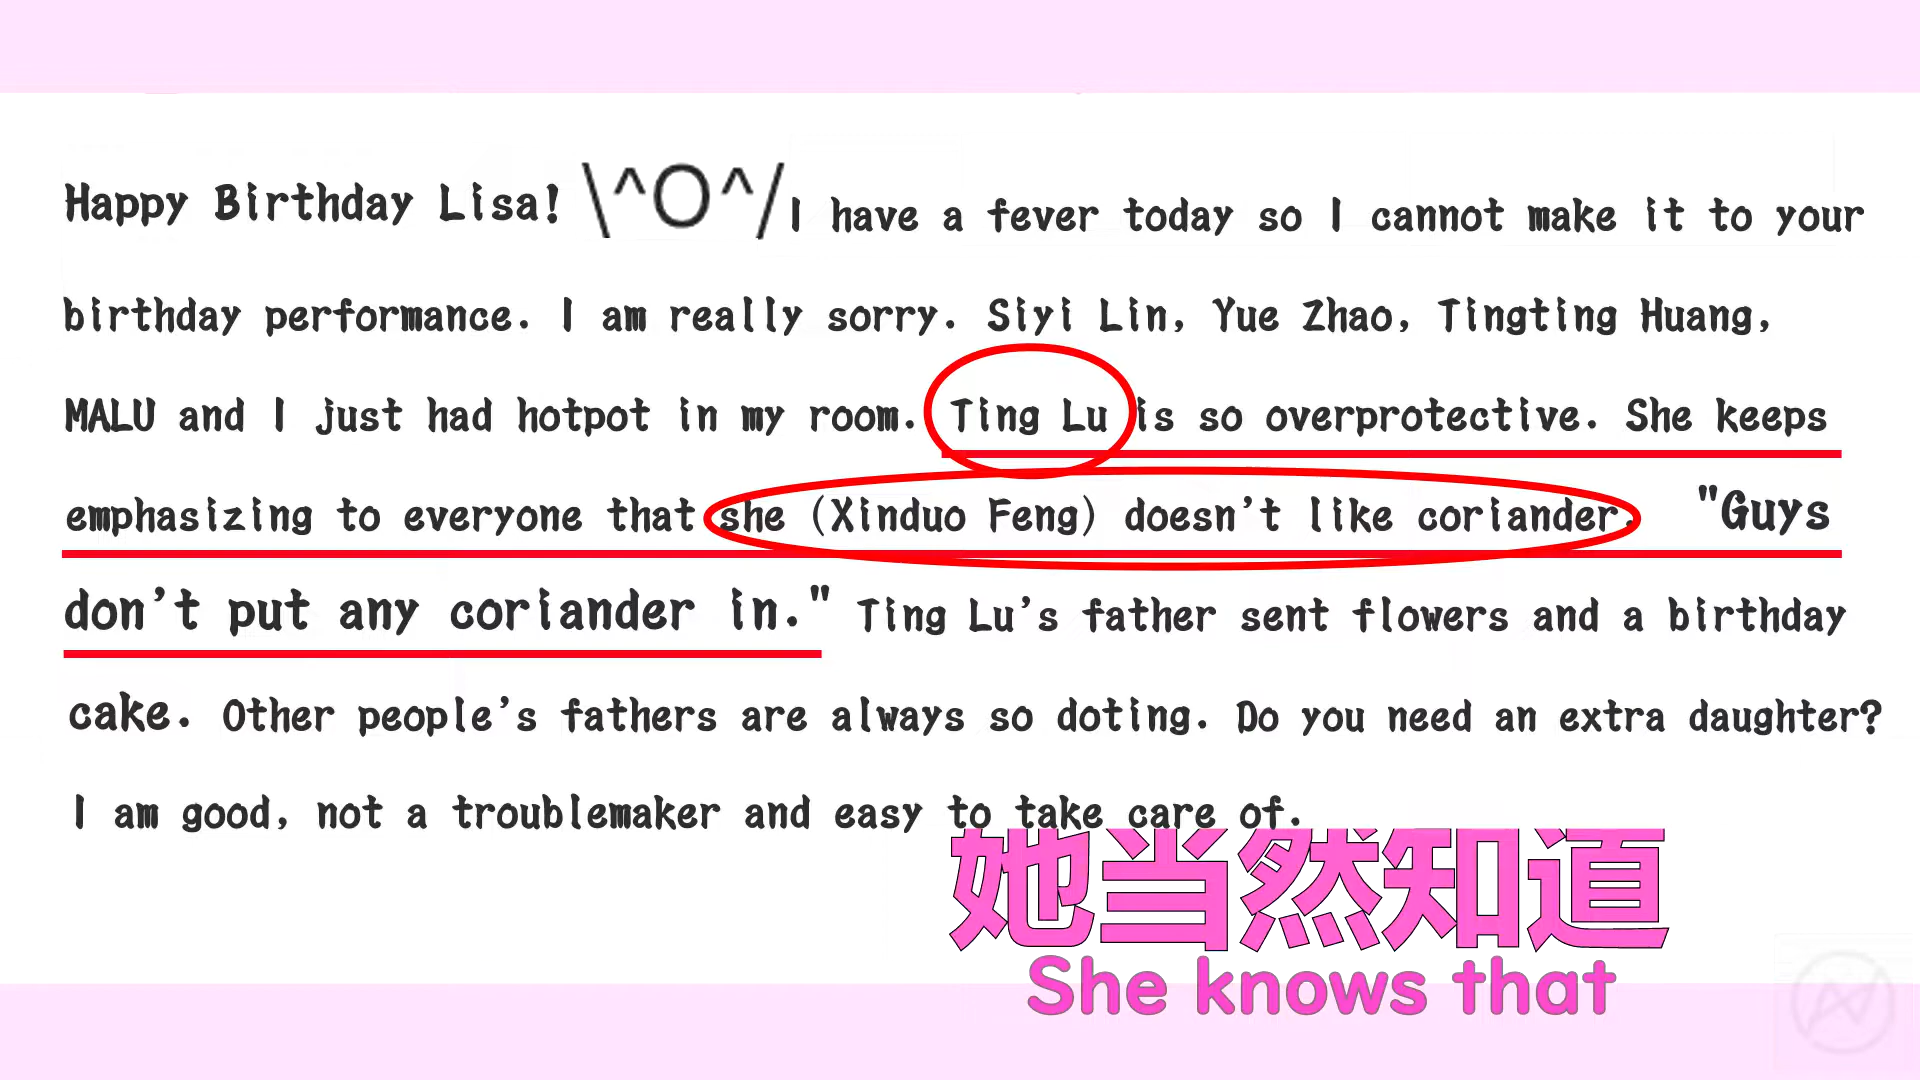 Happy Birthday Lisa! \^O^/ I have a fever today so I cannot make it to your
birthday performance. I am really sorry. Siyi Lin, Yue Zhao, Tingting Huang,
MALU and I just had hotpot in my room. Ting Lu is so overprotective. She keeps
emphasizing to everyone that she (Xinduo Feng) doesn't like coriander. "Guys
don't put any coriander in." Ting Lu's father sent flowers and a birthday
cake. Other people's fathers are always so doting. Do you need an extra daughter?
I am good, not a troublemaker and easy to take care of.
她当然知道
She knows that